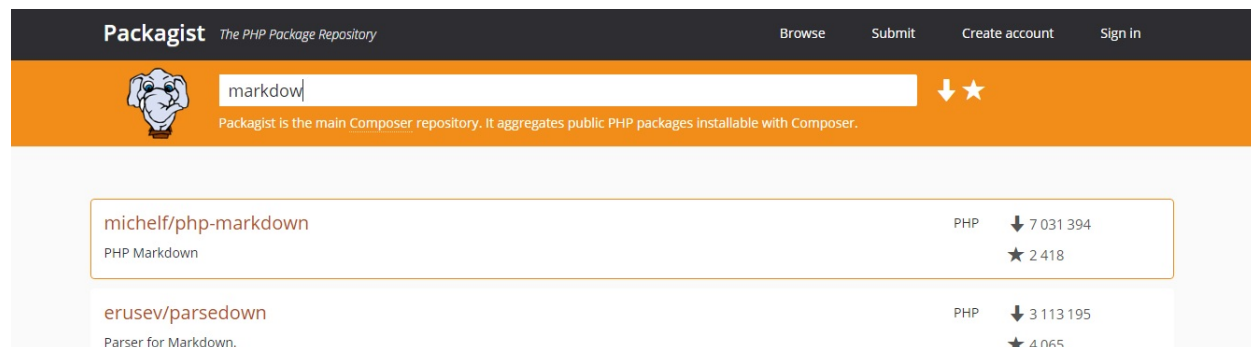 Packagist The PHP Package Repository Browse Submit Create account Sign in
markdow
Packagist is the main Composer repository. It aggregates public PHP packages installable with Composer.
michelf/php-markdown PHP 7 031 394
PHP Markdown 2 418
erusev/parsedown PHP 3 113 195
Parser for Markdown. 4 065